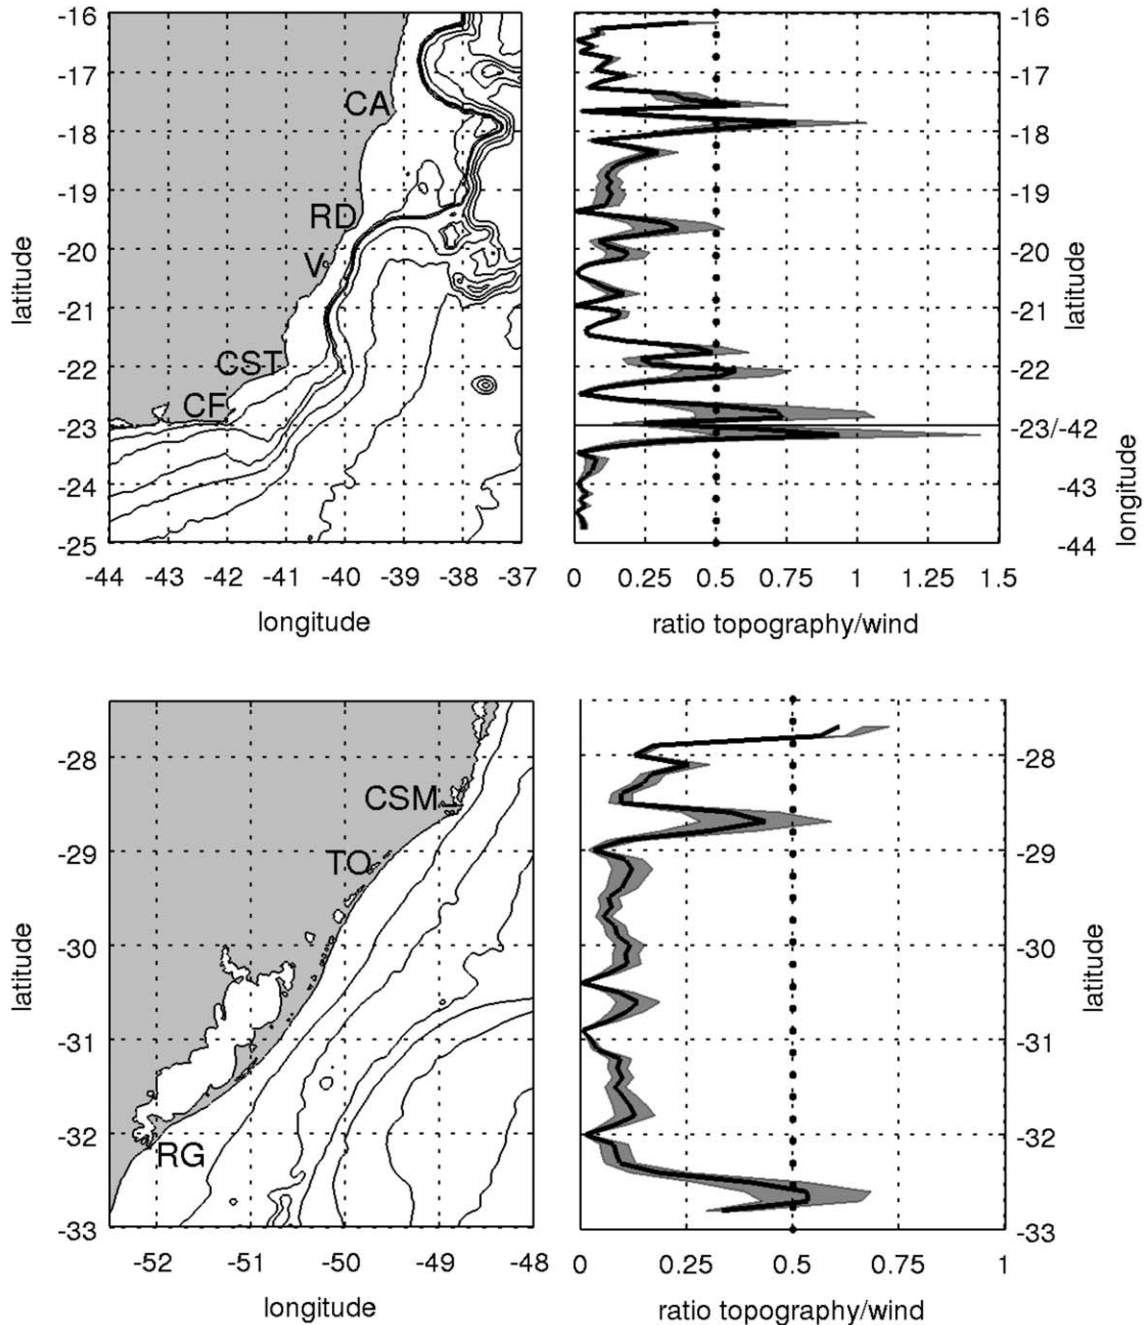 -16
-17
-18
-19
-20
-21
-22
-23
-24
-25
latitude
CA
RD
V
CST
CF
-44 -43 -42 -41 -40 -39 -38 -37
longitude
-16
-17
-18
-19
-20
-21
-22
-23/-42
-43
-44
latitude
longitude
0 0.25 0.5 0.75 1 1.25 1.5
ratio topography/wind
-28
-29
-30
-31
-32
-33
latitude
CSM
TO
RG
-52 -51 -50 -49 -48
longitude
-28
-29
-30
-31
-32
-33
latitude
0 0.25 0.5 0.75 1
ratio topography/wind